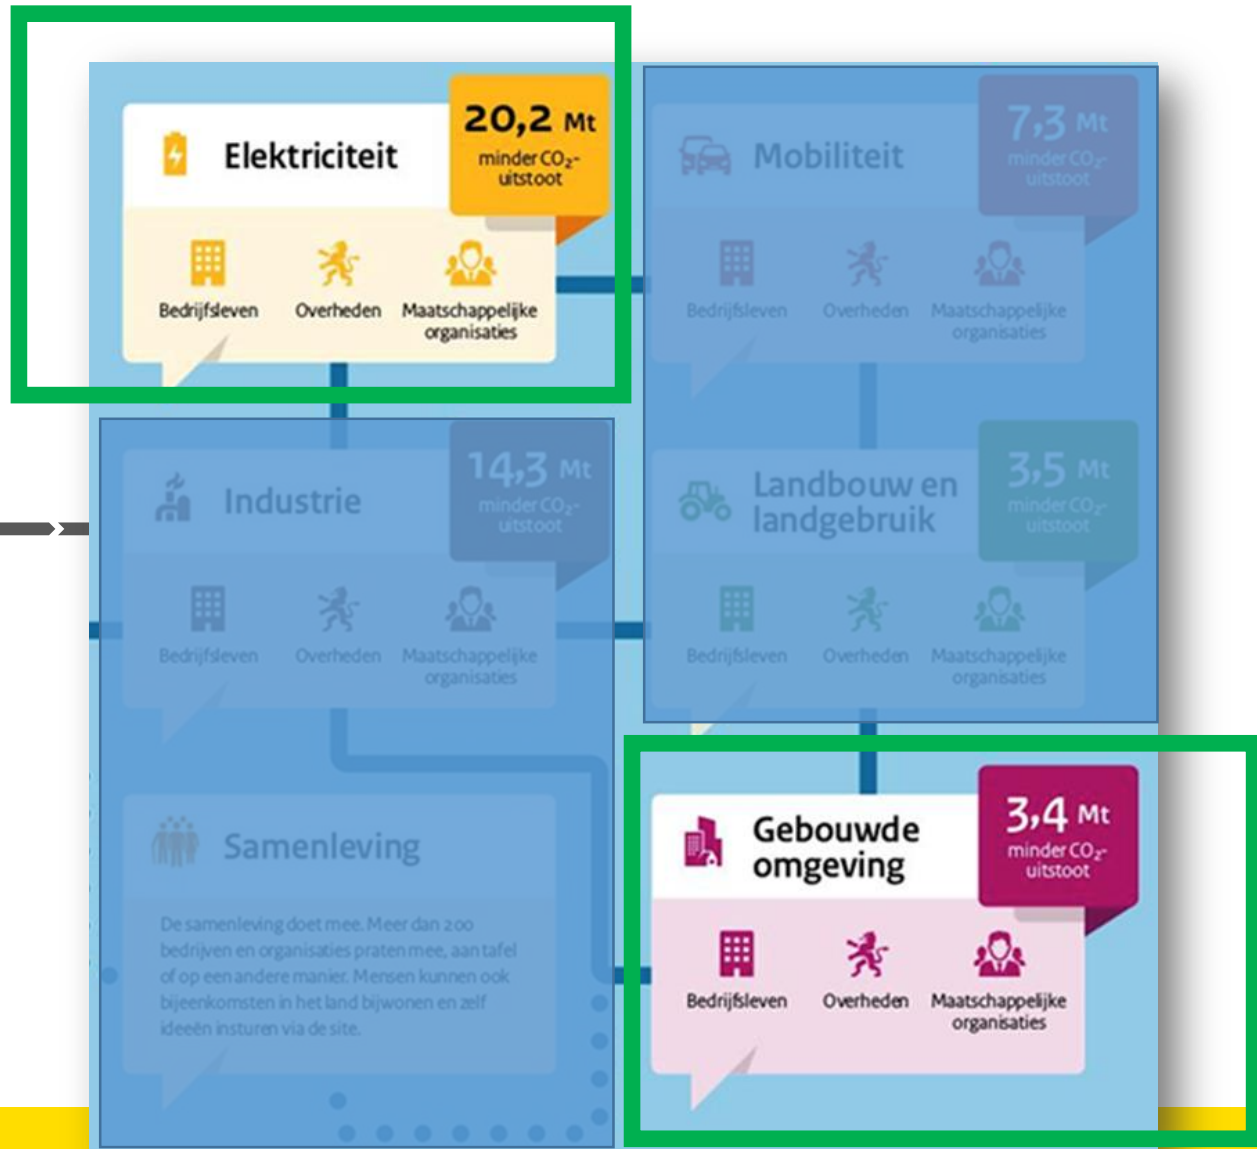 Elektriciteit
20,2 Mt
minder CO₂-
uitstoot
Bedrijfsleven
Overheden
Maatschappelijke
organisaties
Mobiliteit
7,3 Mt
minder CO₂-
uitstoot
Bedrijfsleven
Overheden
Maatschappelijke
organisaties
Industrie
14,3 Mt
minder CO₂-
uitstoot
Bedrijfsleven
Overheden
Maatschappelijke
organisaties
Landbouw en
landgebruik
3,5 Mt
minder CO₂-
uitstoot
Bedrijfsleven
Overheden
Maatschappelijke
organisaties
Samenleving
De samenleving doet mee. Meer dan 200
bedrijven en organisaties praten mee, aan tafel
of op een andere manier. Mensen kunnen ook
bijeenkomsten in het land bijwonen en zelf
ideeën insturen via de site.
Gebouwde
omgeving
3,4 Mt
minder CO₂-
uitstoot
Bedrijfsleven
Overheden
Maatschappelijke
organisaties